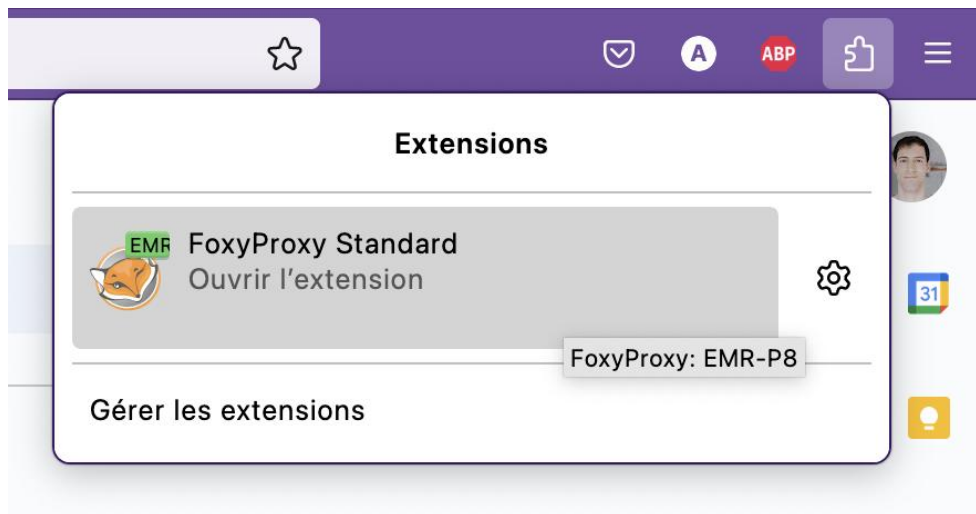 A
ABP
Extensions
EMR
FoxyProxy Standard
Ouvrir l'extension
31
FoxyProxy: EMR-P8
Gérer les extensions